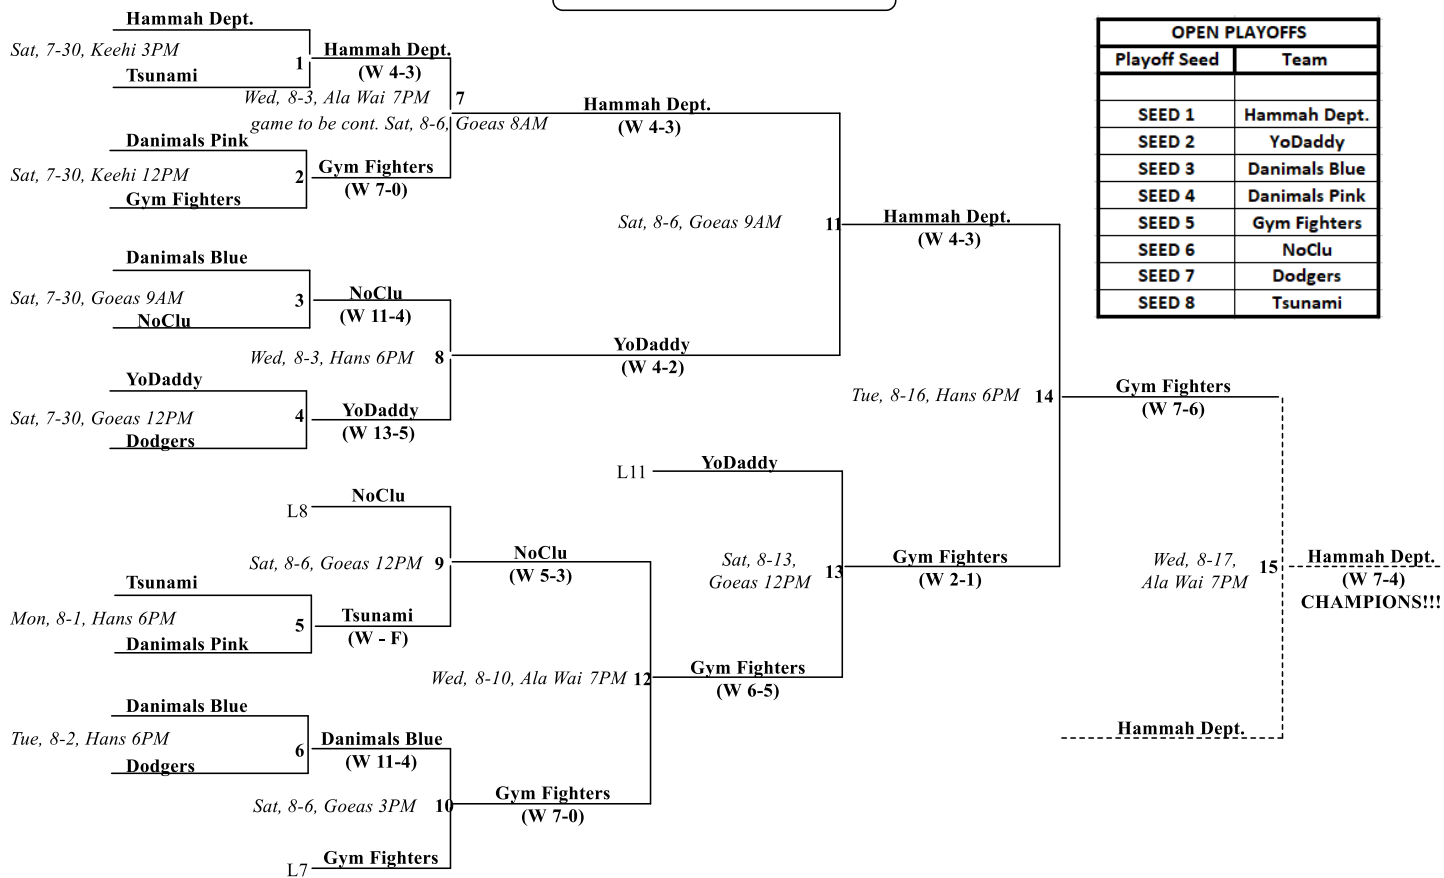 Hammah Dept.
Sat, 7-30, Keehi 3PM
1
Tsunami
Hammah Dept.
(W 4-3)
Wed, 8-3, Ala Wai 7PM
7
game to be cont. Sat, 8-6, Goeas 8AM
Danimals Pink
Sat, 7-30, Keehi 12PM
2
Gym Fighters
Gym Fighters
(W 7-0)
Hammah Dept.
(W 4-3)
Danimals Blue
Sat, 7-30, Goeas 9AM
3
NoClu
NoClu
(W 11-4)
Wed, 8-3, Hans 6PM
8
YoDaddy
Sat, 7-30, Goeas 12PM
4
Dodgers
YoDaddy
(W 13-5)
YoDaddy
(W 4-2)
Sat, 8-6, Goeas 9AM
11
Hammah Dept.
(W 4-3)
L8
NoClu
Sat, 8-6, Goeas 12PM
9
Tsunami
Mon, 8-1, Hans 6PM
5
Danimals Pink
Tsunami
(W - F)
NoClu
(W 5-3)
Wed, 8-10, Ala Wai 7PM
12
Danimals Blue
Tue, 8-2, Hans 6PM
6
Dodgers
Danimals Blue
(W 11-4)
Sat, 8-6, Goeas 3PM
10
L7
Gym Fighters
Gym Fighters
(W 7-0)
L11
YoDaddy
Sat, 8-13,
Goeas 12PM
13
Gym Fighters
(W 6-5)
Gym Fighters
(W 2-1)
Tue, 8-16, Hans 6PM
14
Gym Fighters
(W 7-6)
Wed, 8-17,
Ala Wai 7PM
15
Hammah Dept.
Hammah Dept.
(W 7-4)
CHAMPIONS!!!
OPEN PLAYOFFS
Playoff Seed Team
SEED 1 Hammah Dept.
SEED 2 YoDaddy
SEED 3 Danimals Blue
SEED 4 Danimals Pink
SEED 5 Gym Fighters
SEED 6 NoClu
SEED 7 Dodgers
SEED 8 Tsunami